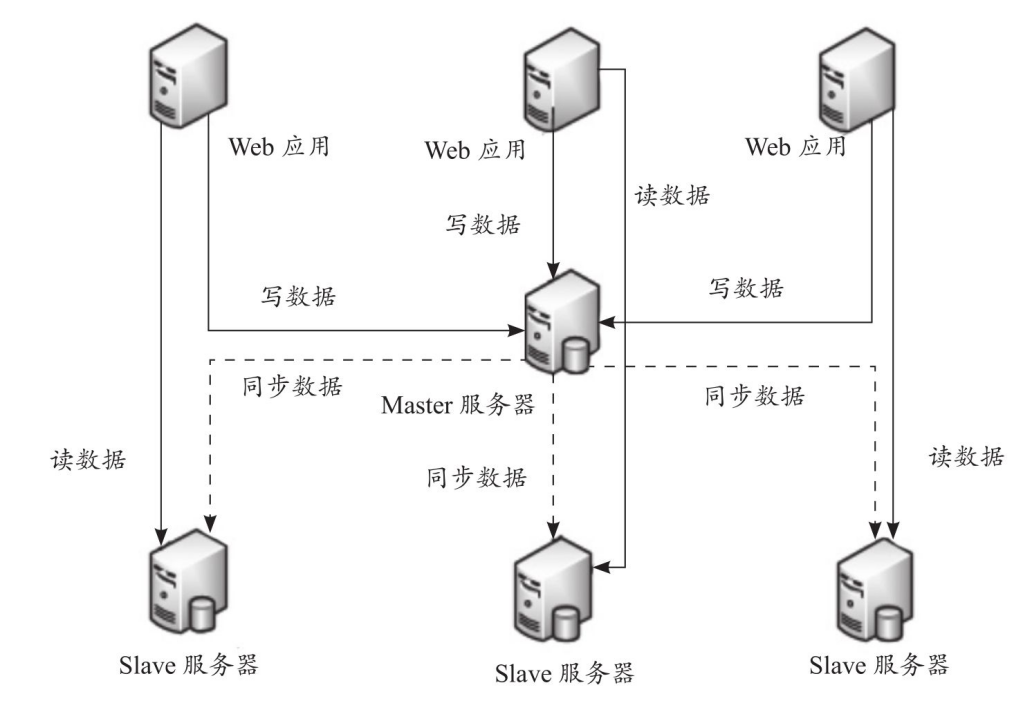 Web 应用
Web 应用
Web 应用
读数据
写数据
写数据
写数据
同步数据
Master 服务器
同步数据
读数据
同步数据
读数据
Slave 服务器
Slave 服务器
Slave 服务器